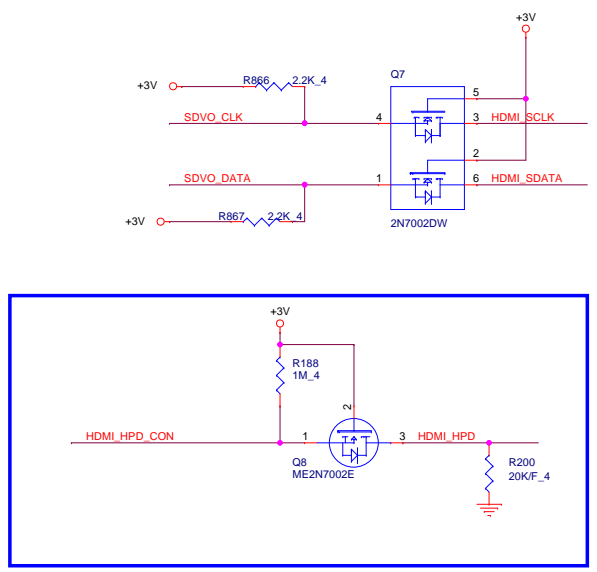 +3V
+3V
R866
2.2K_4
Q7
5
SDVO_CLK
4
3
HDMI_SCLK
2
SDVO_DATA
1
6
HDMI_SDATA
+3V
R867
2.2K_4
2N7002DW
+3V
R188
1M_4
2
HDMI_HPD_CON
1
3
HDMI_HPD
Q8
ME2N7002E
R200
20K/F_4